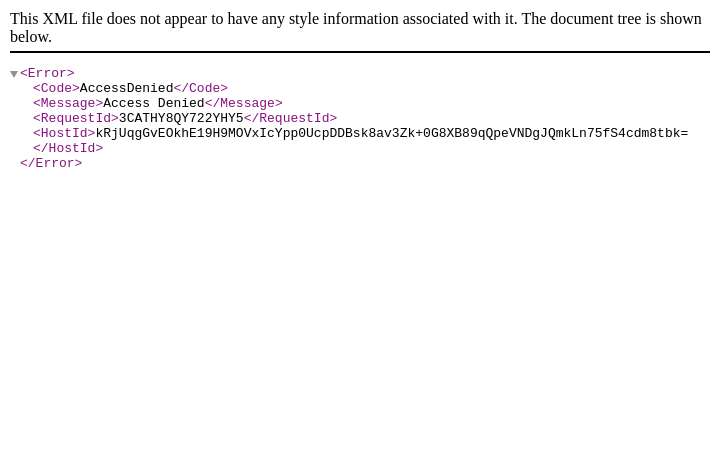 This XML file does not appear to have any style information associated with it. The document tree is shown
below.
<Error>
<Code>AccessDenied</Code>
<Message>Access Denied</Message>
<RequestId>3CATHY8QY722YHY5</RequestId>
<HostId>kRjUqgGvEOkhE19H9MOVxIcYpp0UcpDDBsk8av3Zk+0G8XB89qQpeVNDgJQmkLn75fS4cdm8tbk=
</HostId>
</Error>